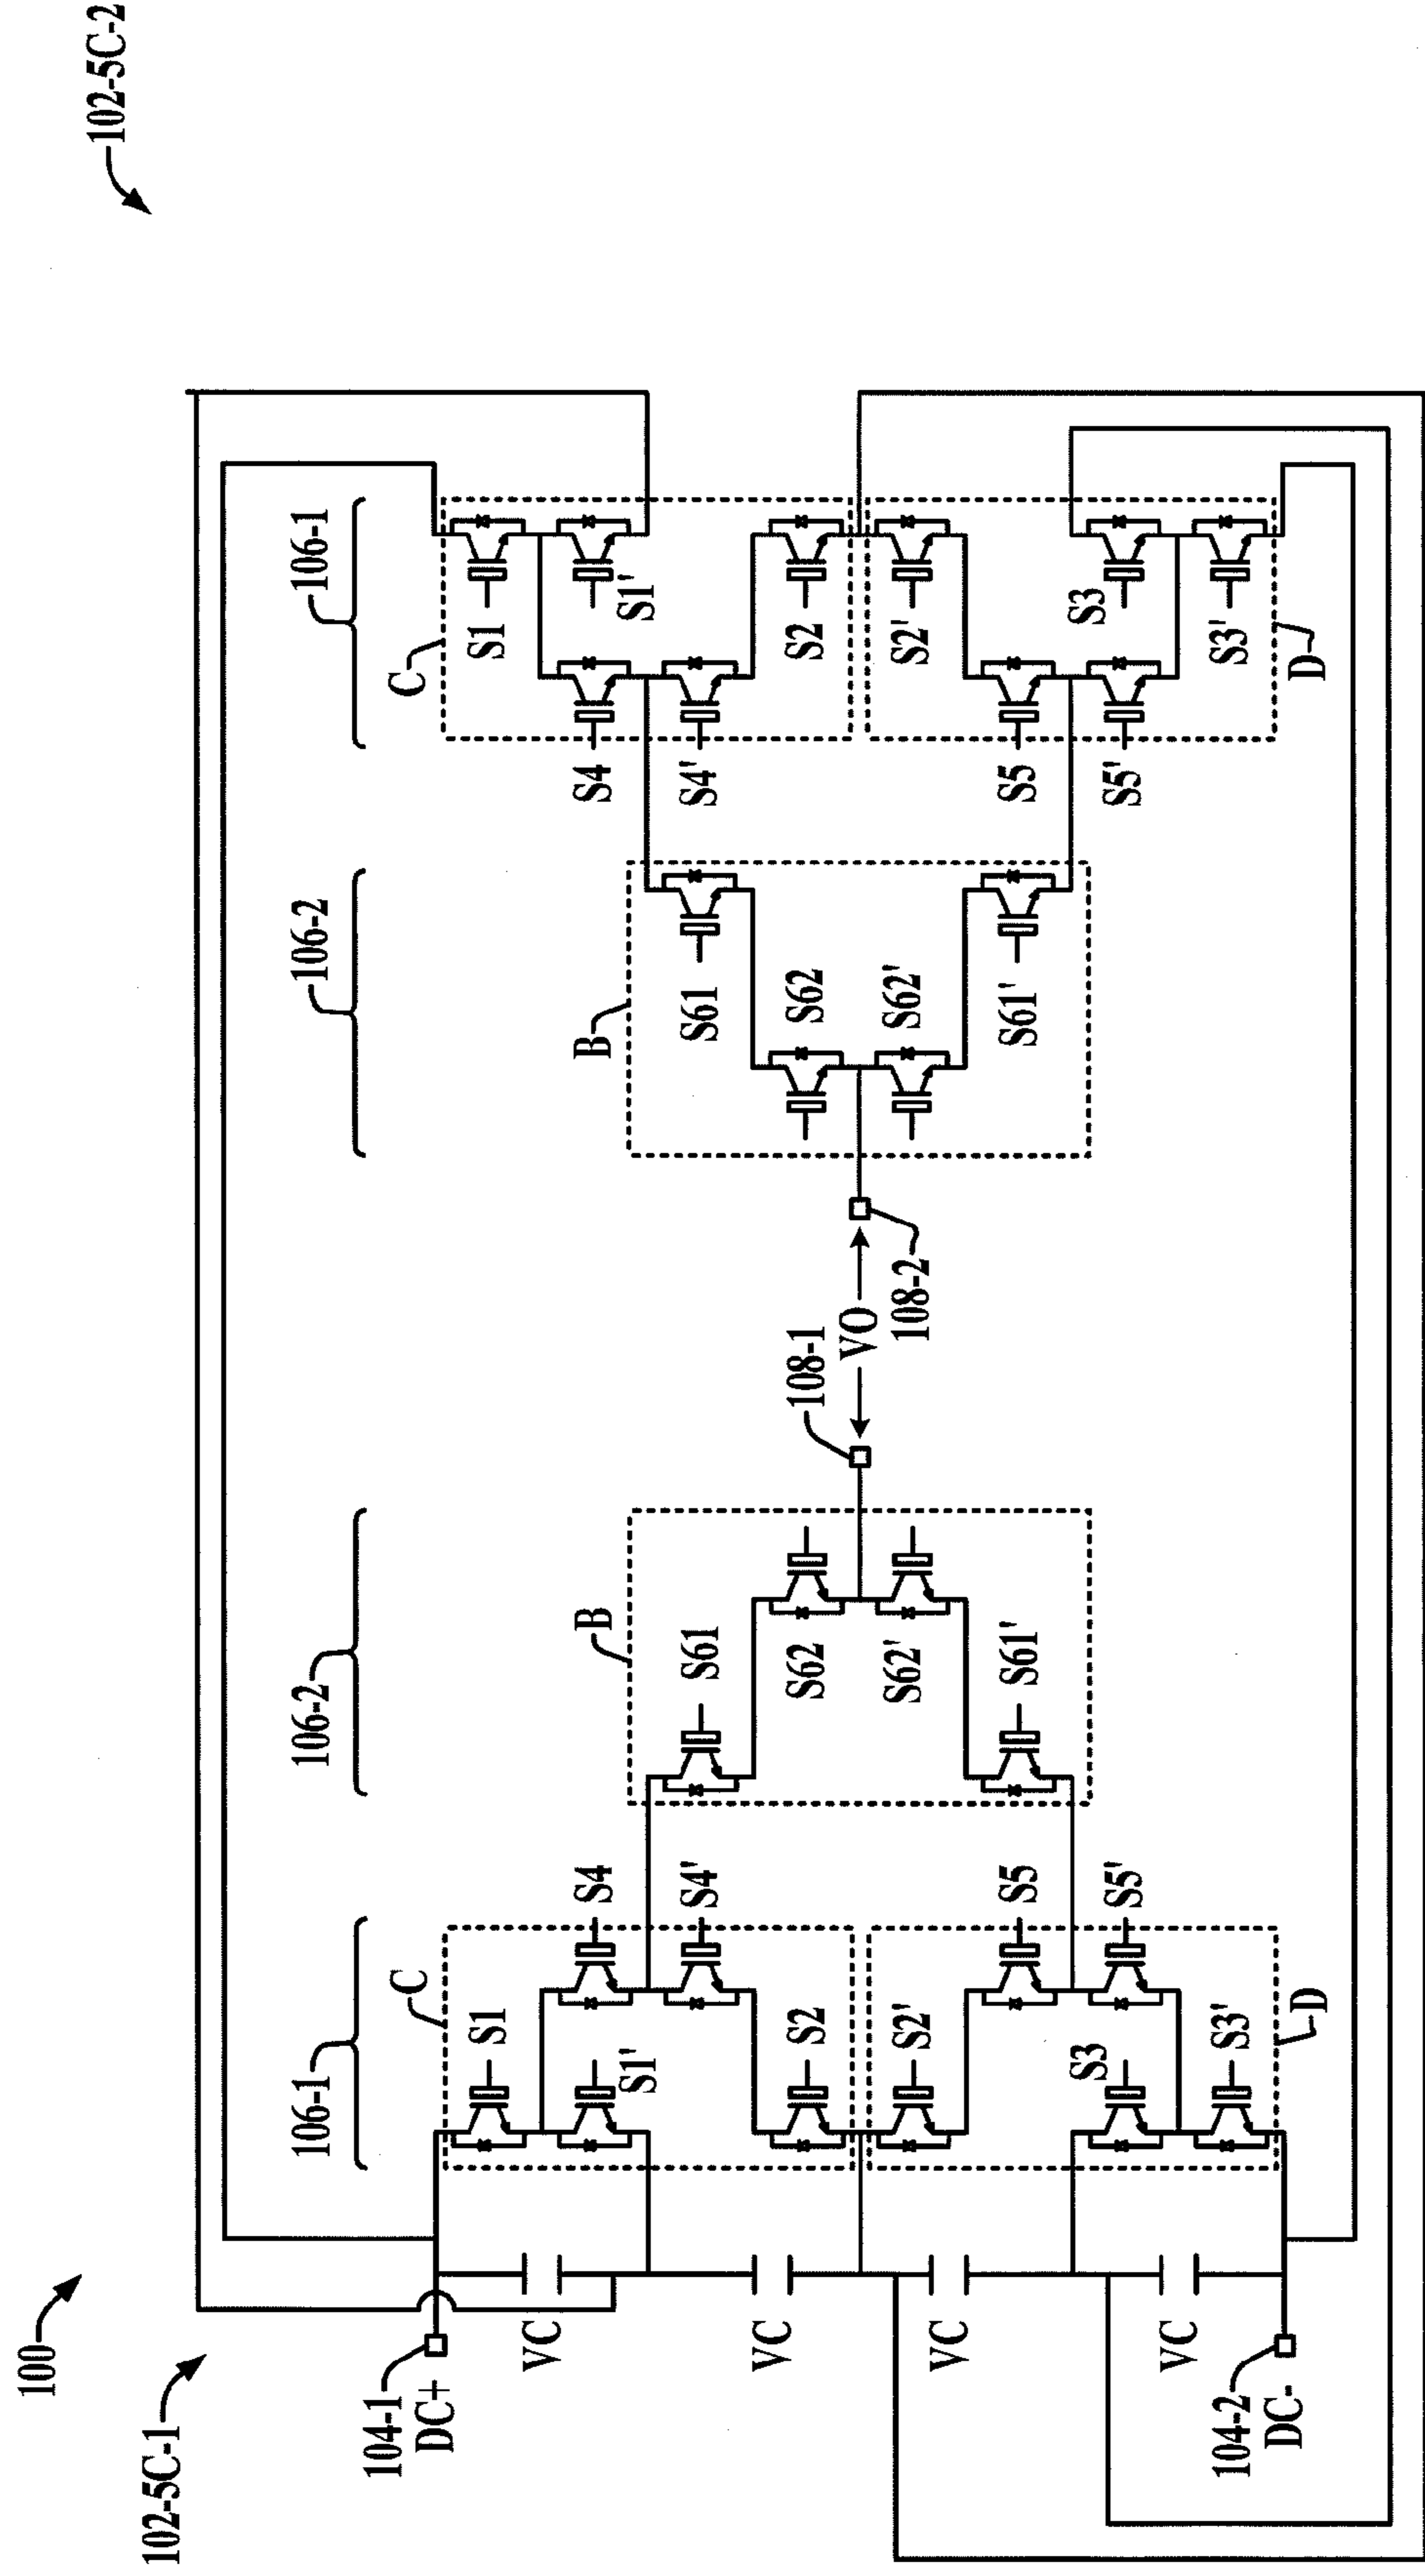 100
102-5C-1
102-5C-2
106-1
106-2
106-2
106-1
104-1
DC+
VC
VC
VC
VC
104-2
DC-
C
S1
S1'
S4
S4'
S2
S2'
S5
S5'
S3
S3'
D
B
S61
S62
S62'
S61'
108-1
VO
108-2
B
S61
S62
S62'
S61'
C
S1
S1'
S4
S4'
S2
S2'
S5
S5'
S3
S3'
D